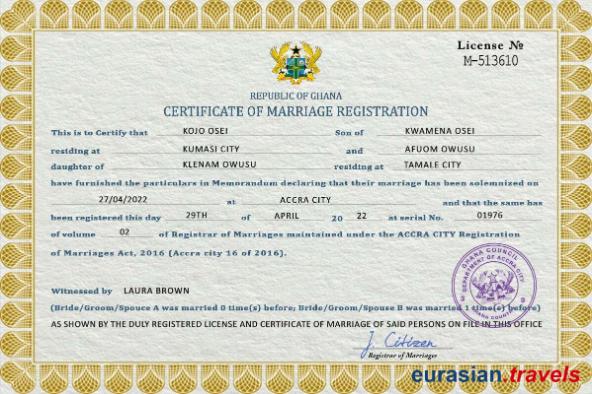 License №
M-513610
REPUBLIC OF GHANA
CERTIFICATE OF MARRIAGE REGISTRATION
This is to Certify that KOJO OSEI Son of KWAMENA OSEI
residing at KUMASI CITY and AFUOM OWUSU
daughter of KLENAM OWUSU residing at TAMALE CITY
have furnished the particulars in Memorandum declaring that their marriage has been solemnized on
27/04/2022 at ACCRA CITY and that the same has
been registered this day 29TH of APRIL 20 22 at serial No. 01976
of volume 02 of Registrar of Marriages maintained under the ACCRA CITY Registration
of Marriages Act, 2016 (Accra city 16 of 2016).
GHANA COUNCIL
DEPARTMENT OF ACCRA CITY
GHANA COUNTY
Witnessed by LAURA BROWN
(Bride/Groom/Spouce A was married 0 time(s) before; Bride/Groom/Spouse B was married 1 time(s) before)
AS SHOWN BY THE DULY REGISTERED LICENSE AND CERTIFICATE OF MARRIAGE OF SAID PERSONS ON FILE IN THIS OFFICE
J. Citizen
Registrar of Marriages
eurasian.travels